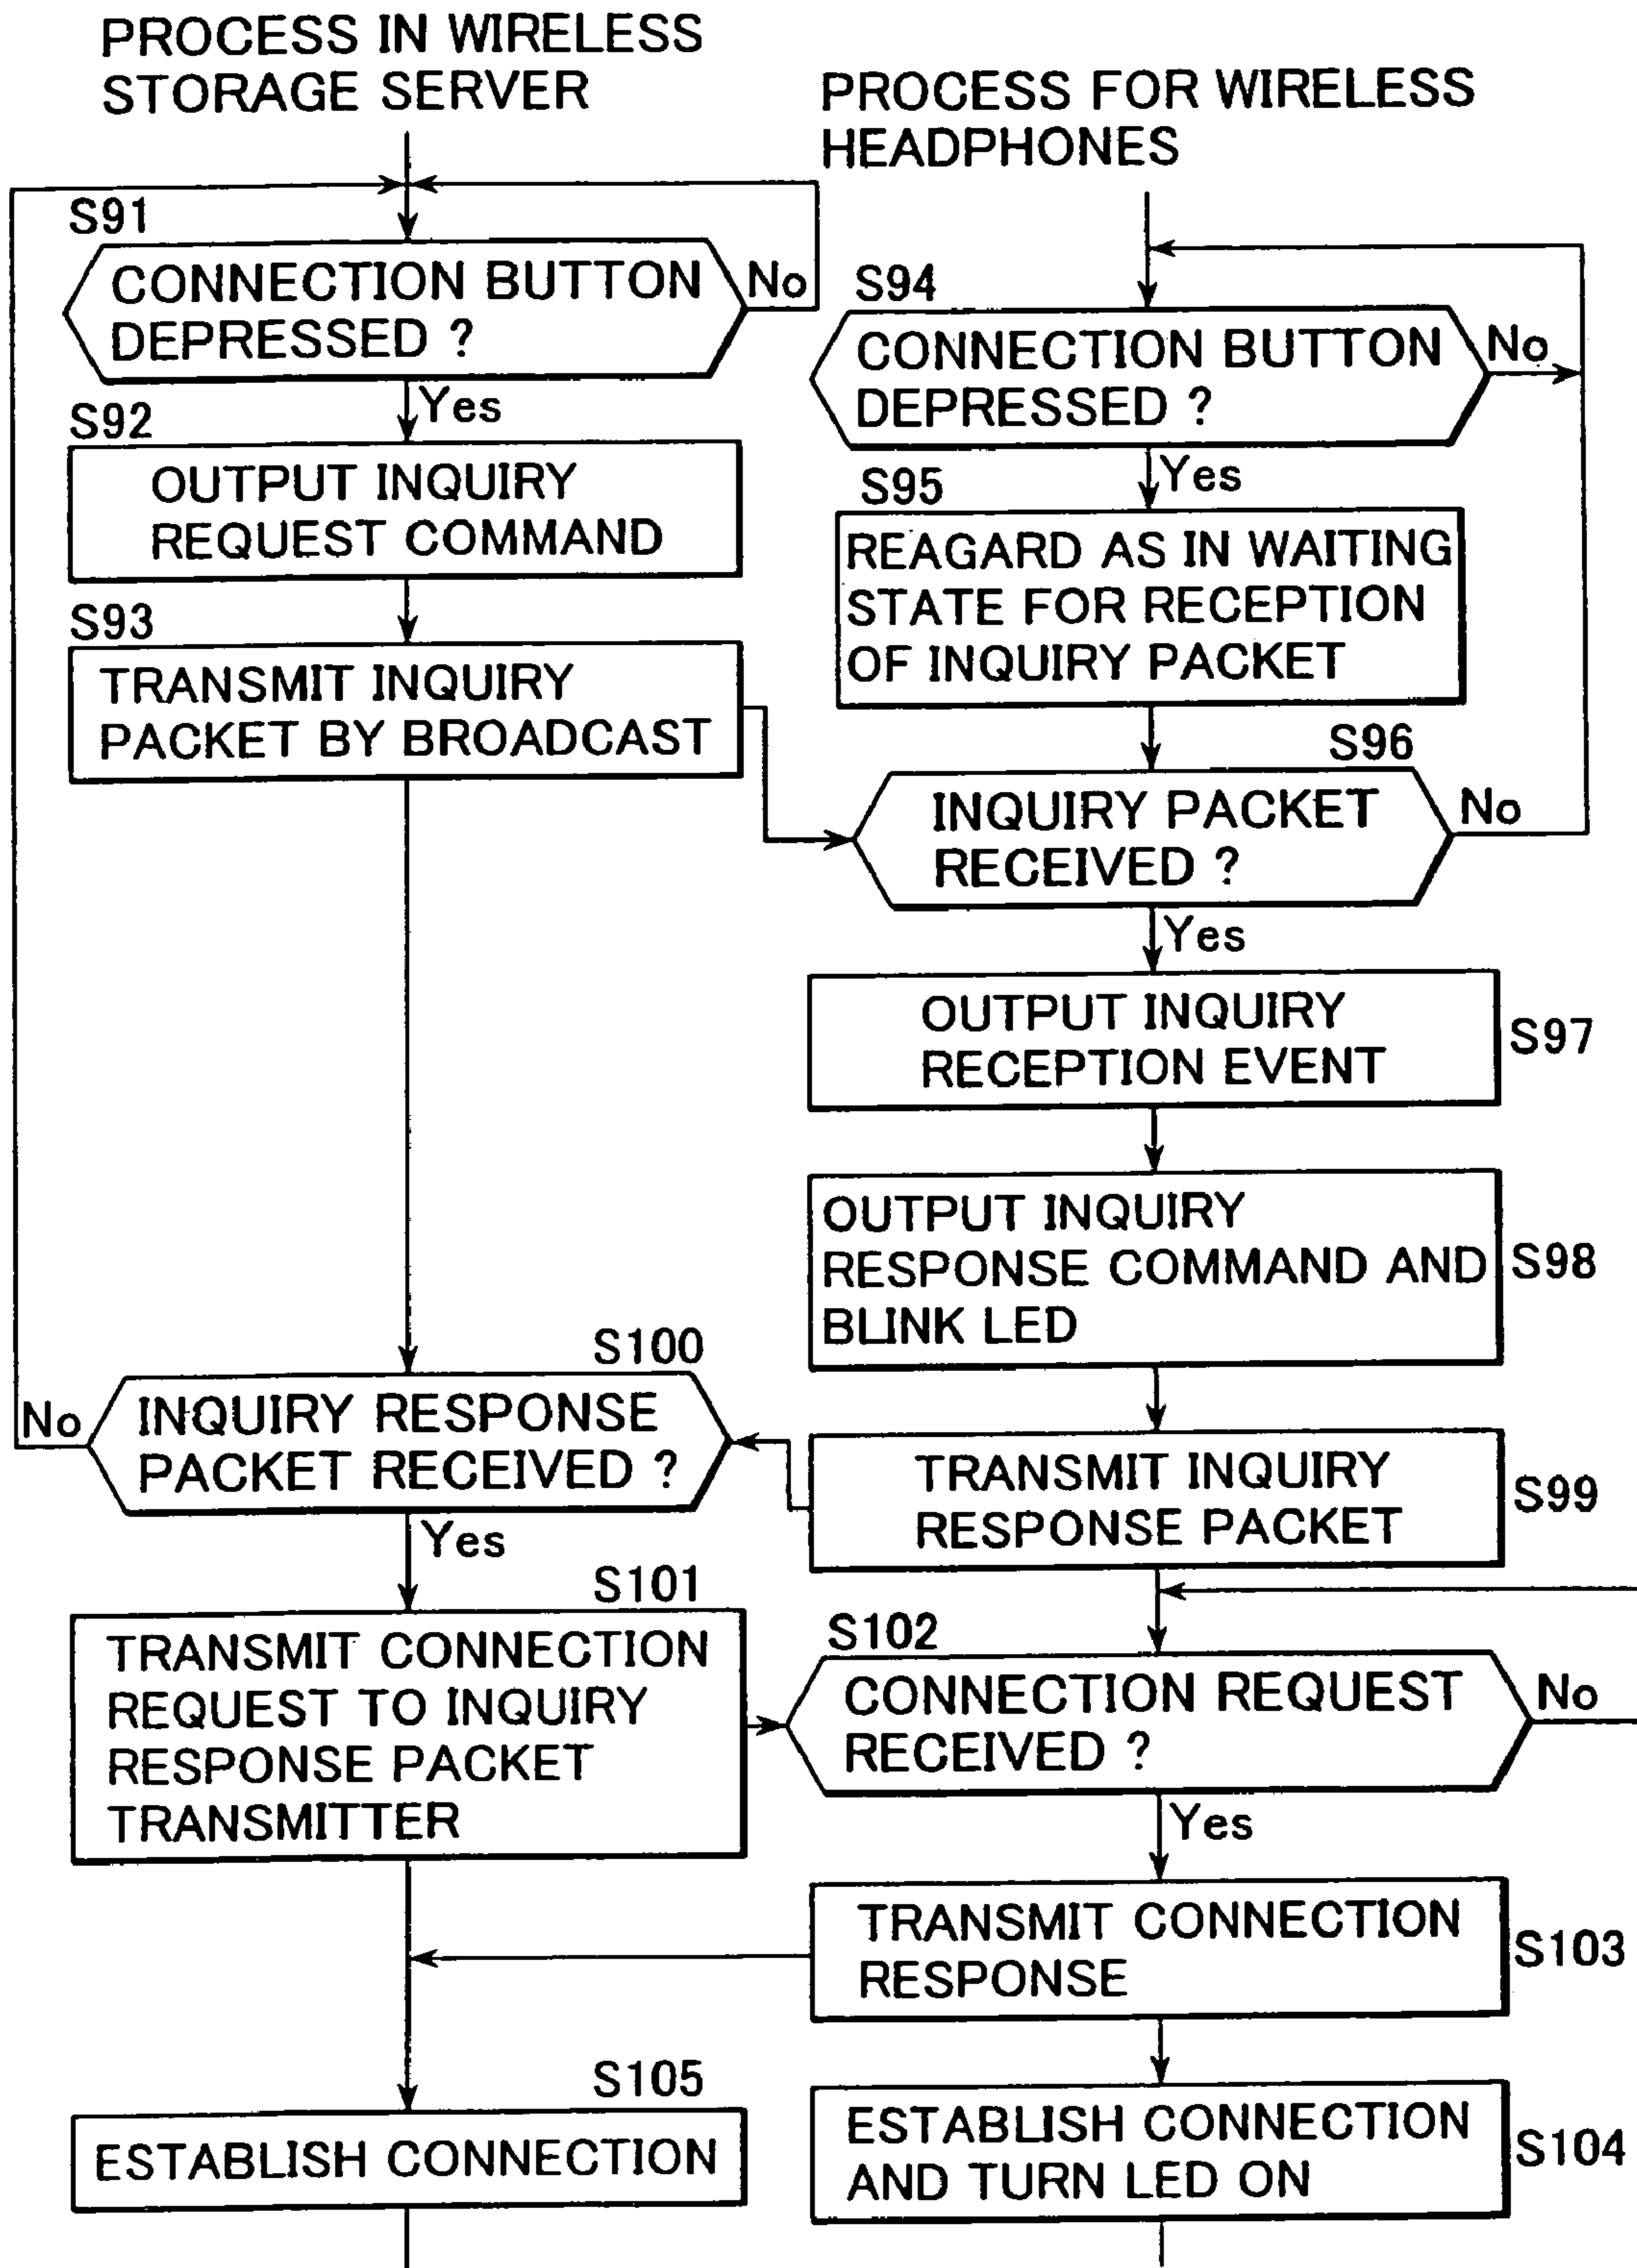 PROCESS IN WIRELESS
STORAGE SERVER
PROCESS FOR WIRELESS
HEADPHONES
S91
CONNECTION BUTTON
DEPRESSED ?
No
Yes
S92
OUTPUT INQUIRY
REQUEST COMMAND
S93
TRANSMIT INQUIRY
PACKET BY BROADCAST
S94
CONNECTION BUTTON
DEPRESSED ?
No
Yes
S95
REAGARD AS IN WAITING
STATE FOR RECEPTION
OF INQUIRY PACKET
S96
INQUIRY PACKET
RECEIVED ?
No
Yes
OUTPUT INQUIRY
RECEPTION EVENT
S97
OUTPUT INQUIRY
RESPONSE COMMAND AND
BLINK LED
S98
S100
INQUIRY RESPONSE
PACKET RECEIVED ?
No
Yes
TRANSMIT INQUIRY
RESPONSE PACKET
S99
S101
TRANSMIT CONNECTION
REQUEST TO INQUIRY
RESPONSE PACKET
TRANSMITTER
S102
CONNECTION REQUEST
RECEIVED ?
No
Yes
TRANSMIT CONNECTION
RESPONSE
S103
S105
ESTABLISH CONNECTION
ESTABLISH CONNECTION
AND TURN LED ON
S104